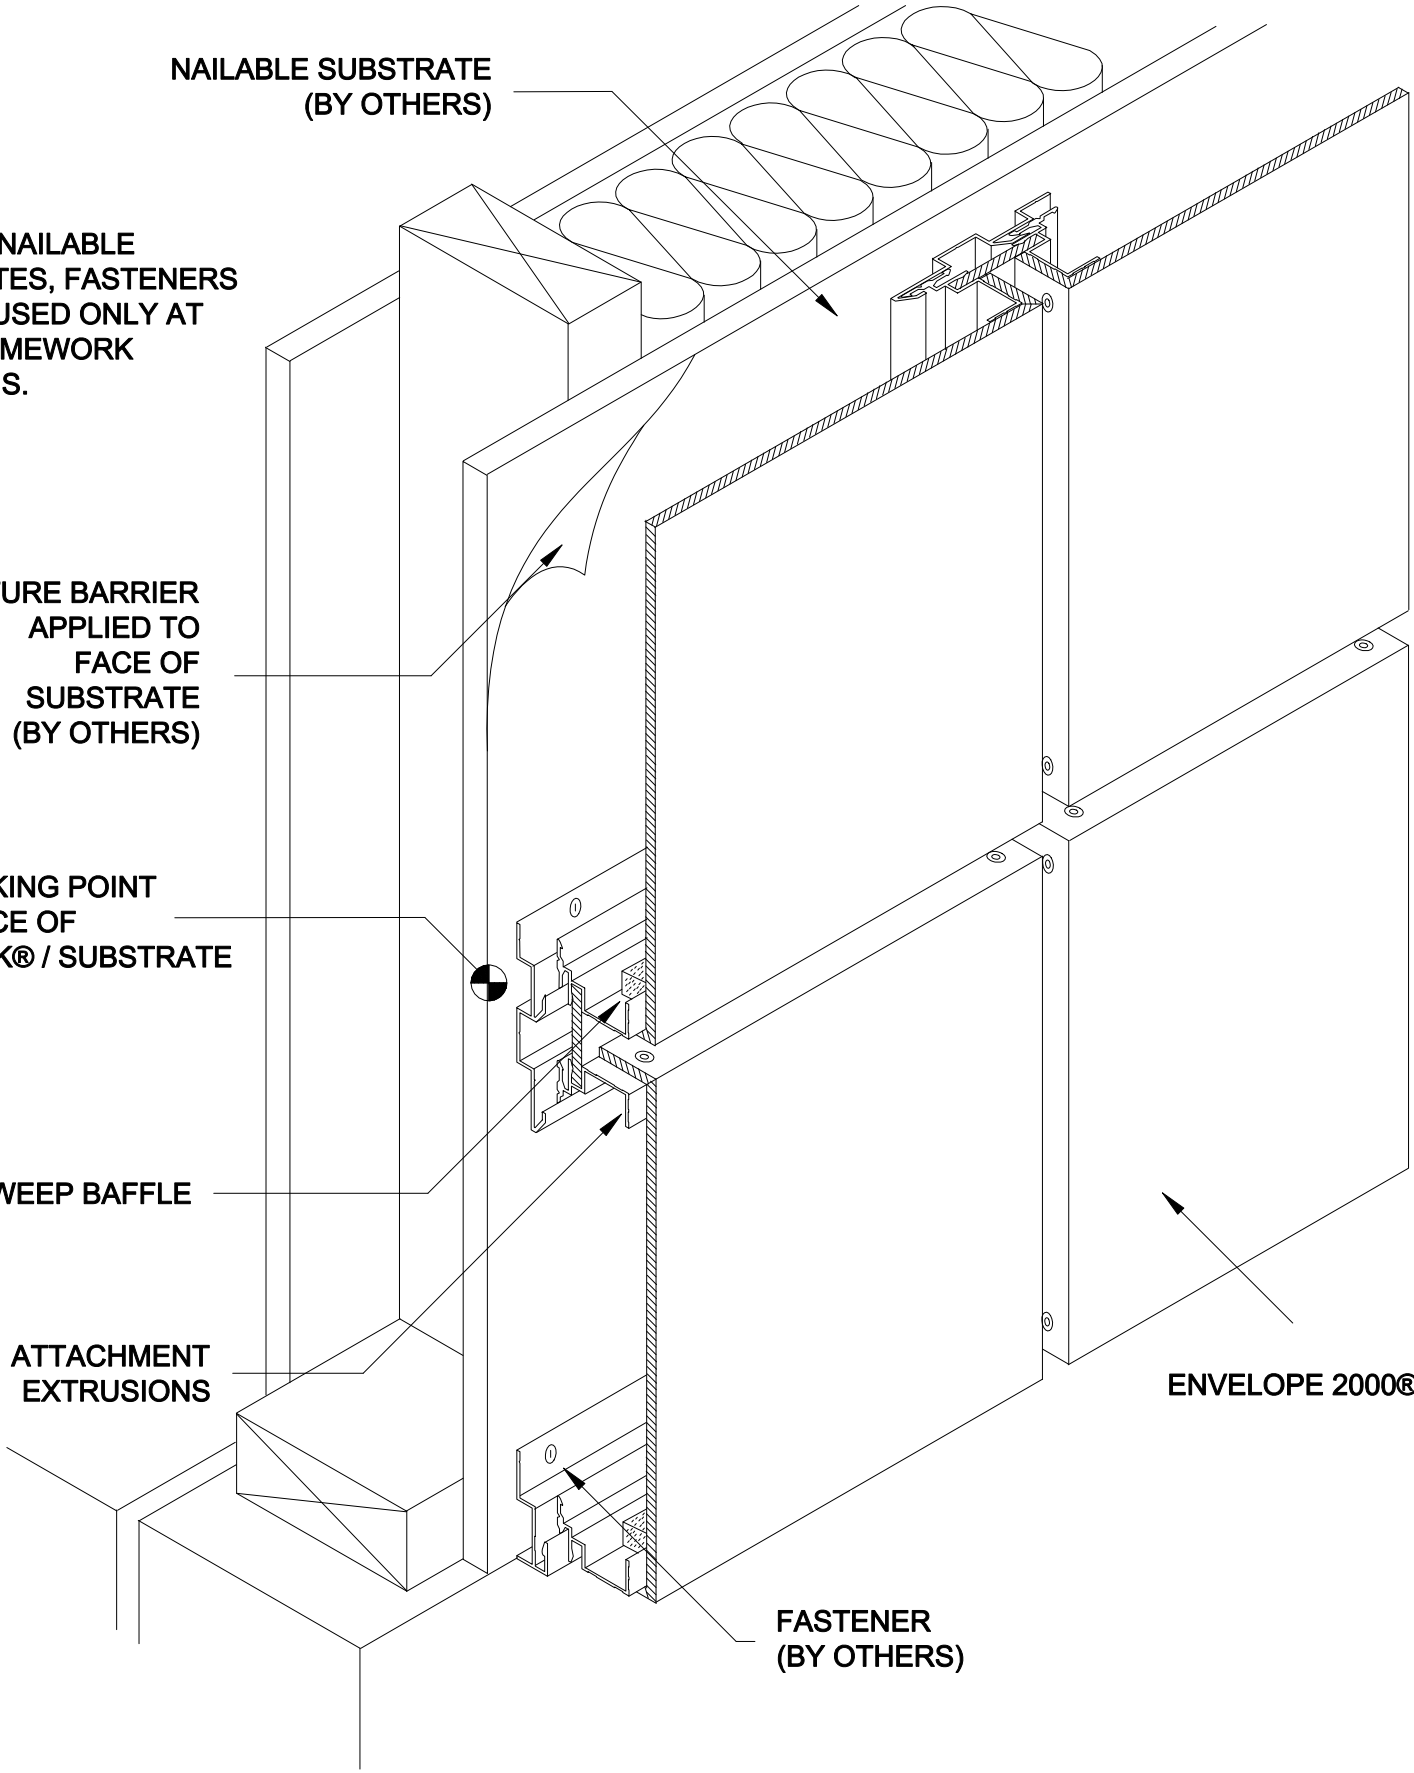 NAILABLE SUBSTRATE
(BY OTHERS)
NAILABLE
TES, FASTENERS
USED ONLY AT
MEWORK
S.
TURE BARRIER
APPLIED TO
FACE OF
SUBSTRATE
(BY OTHERS)
KING POINT
CE OF
K® / SUBSTRATE
WEEP BAFFLE
ATTACHMENT
EXTRUSIONS
ENVELOPE 2000®
FASTENER
(BY OTHERS)